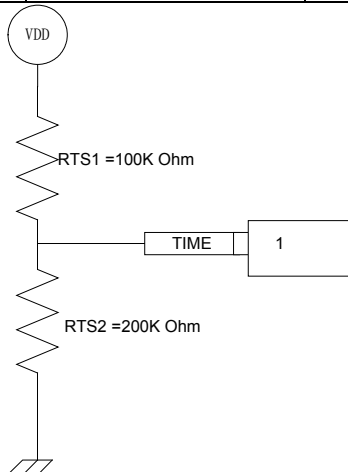 VDD
RTS1 =100K Ohm
TIME 1
RTS2 =200K Ohm